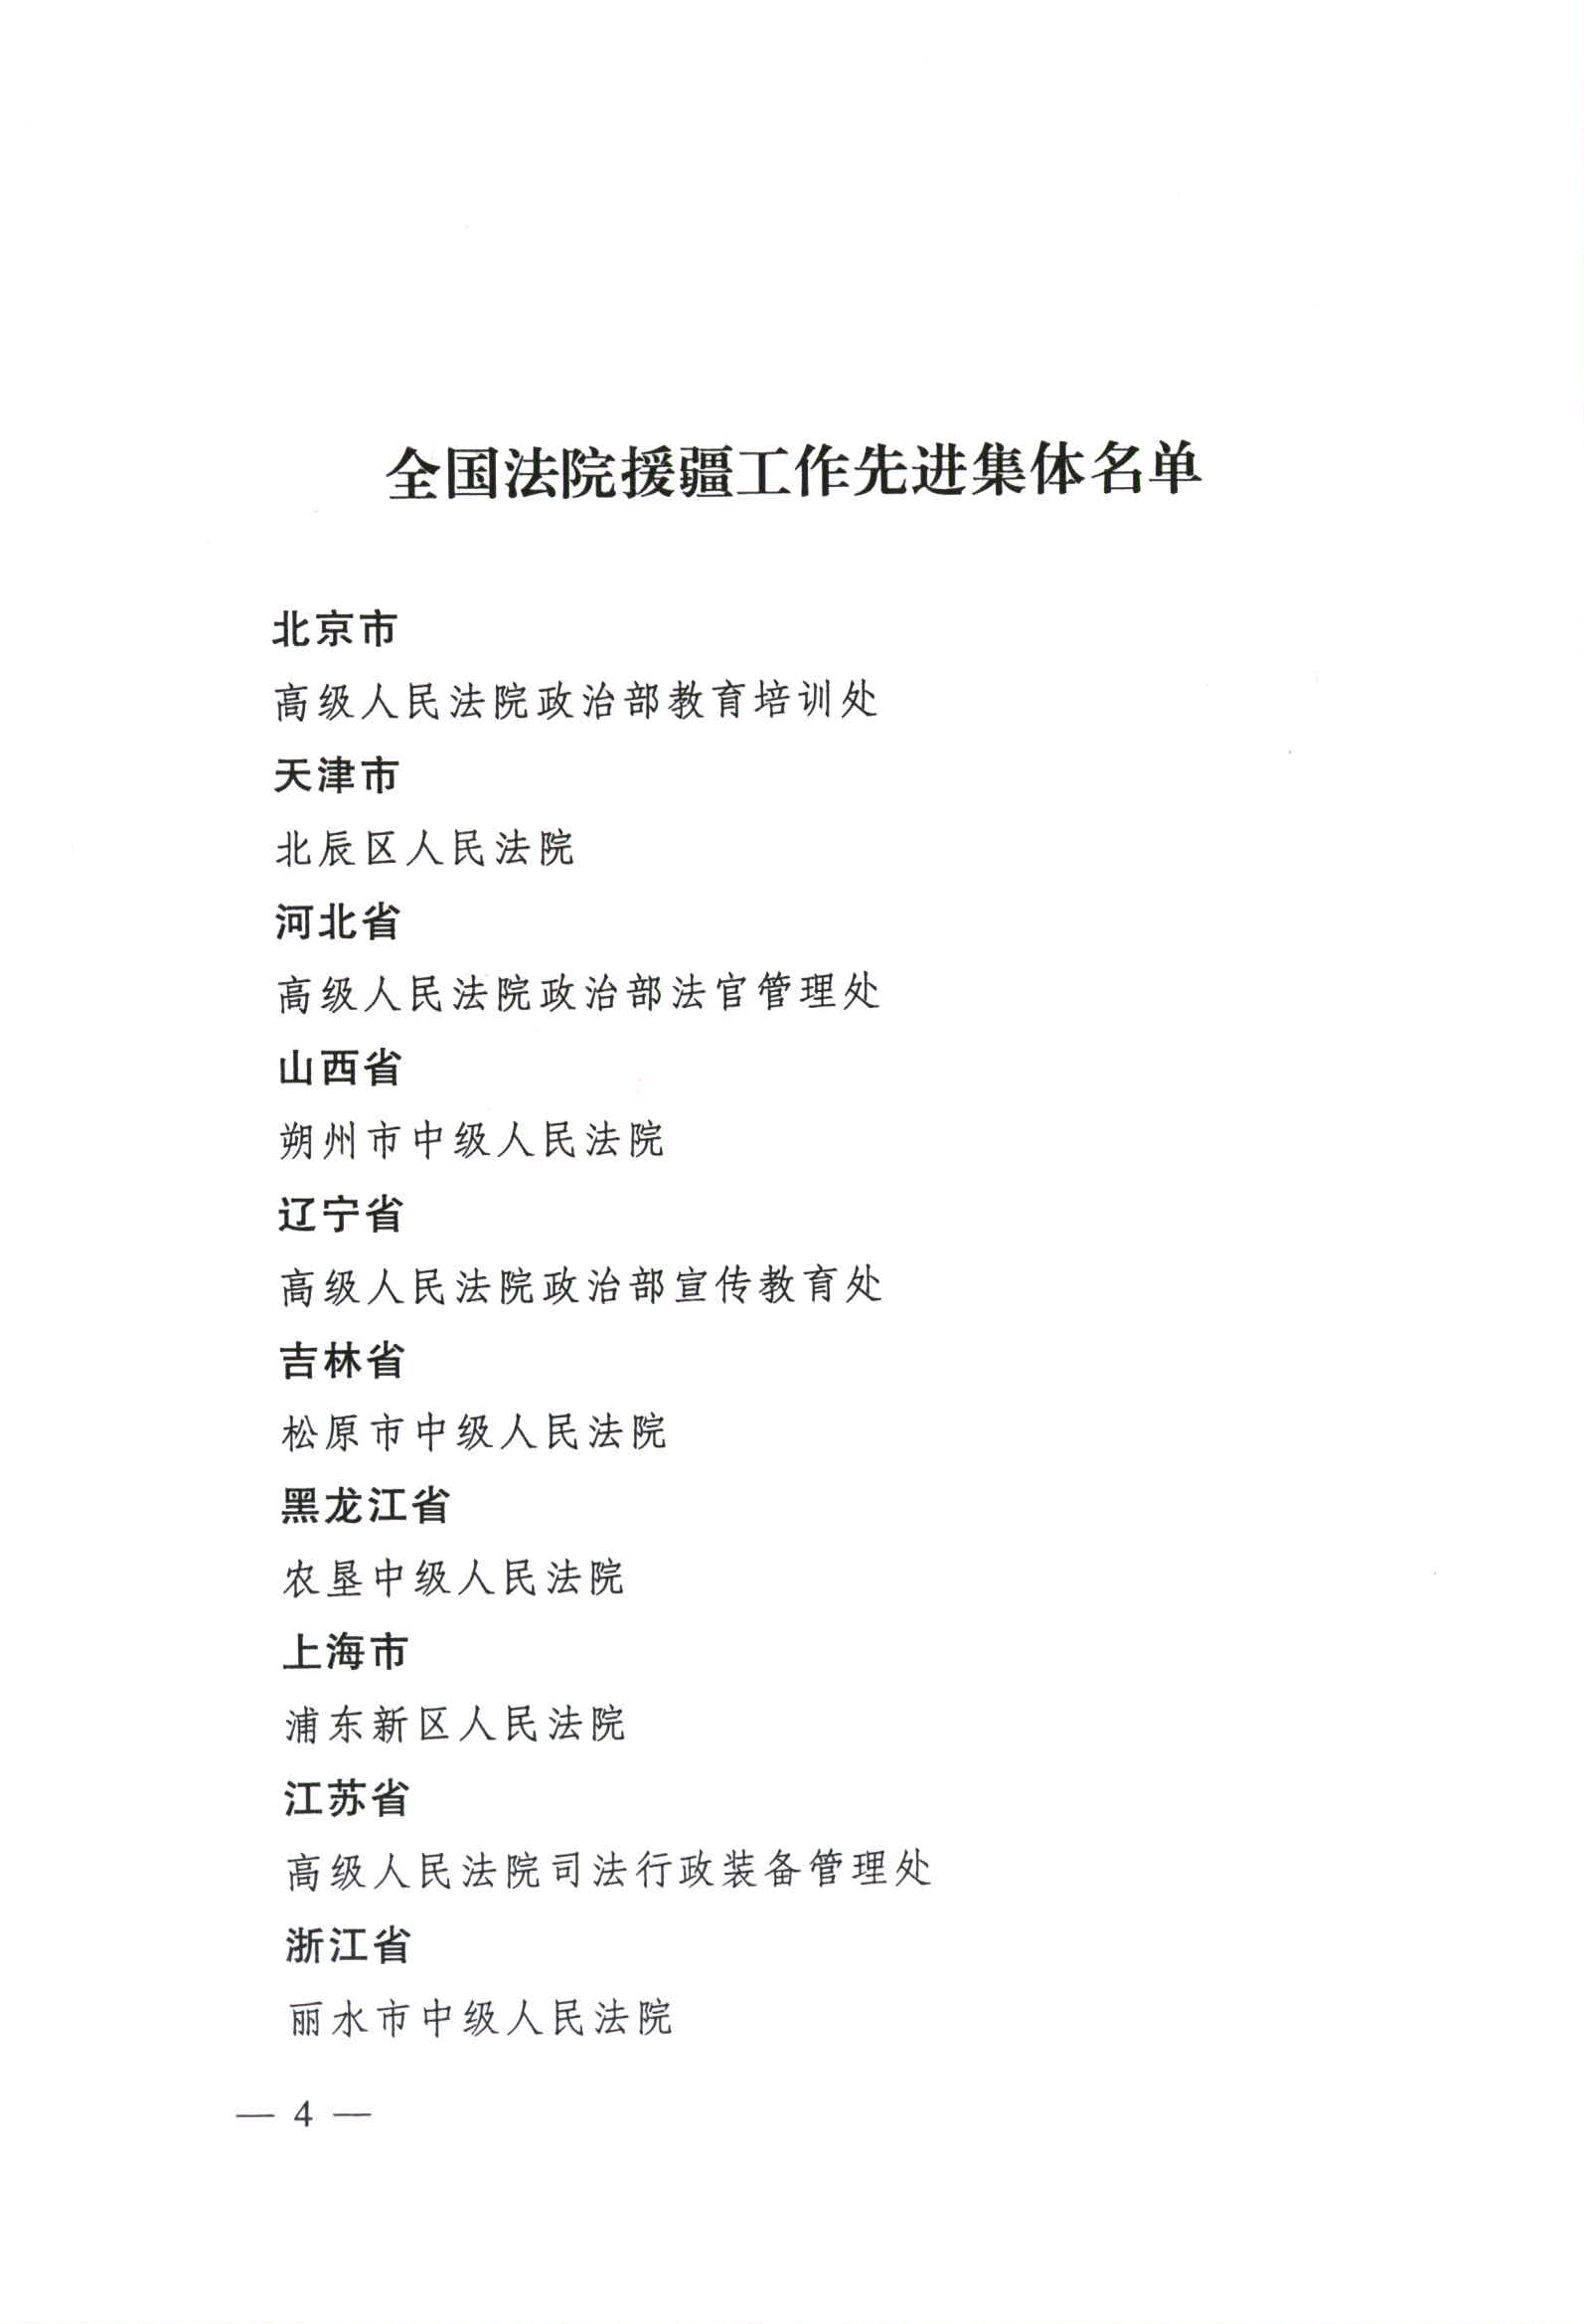 全国法院援疆工作先进集体名单
北京市
高级人民法院政治部教育培训处
天津市
北辰区人民法院
河北省
高级人民法院政治部法官管理处
山西省
朔州市中级人民法院
辽宁省
高级人民法院政治部宣传教育处
吉林省
松原市中级人民法院
黑龙江省
农垦中级人民法院
上海市
浦东新区人民法院
江苏省
高级人民法院司法行政装备管理处
浙江省
丽水市中级人民法院
— 4 —